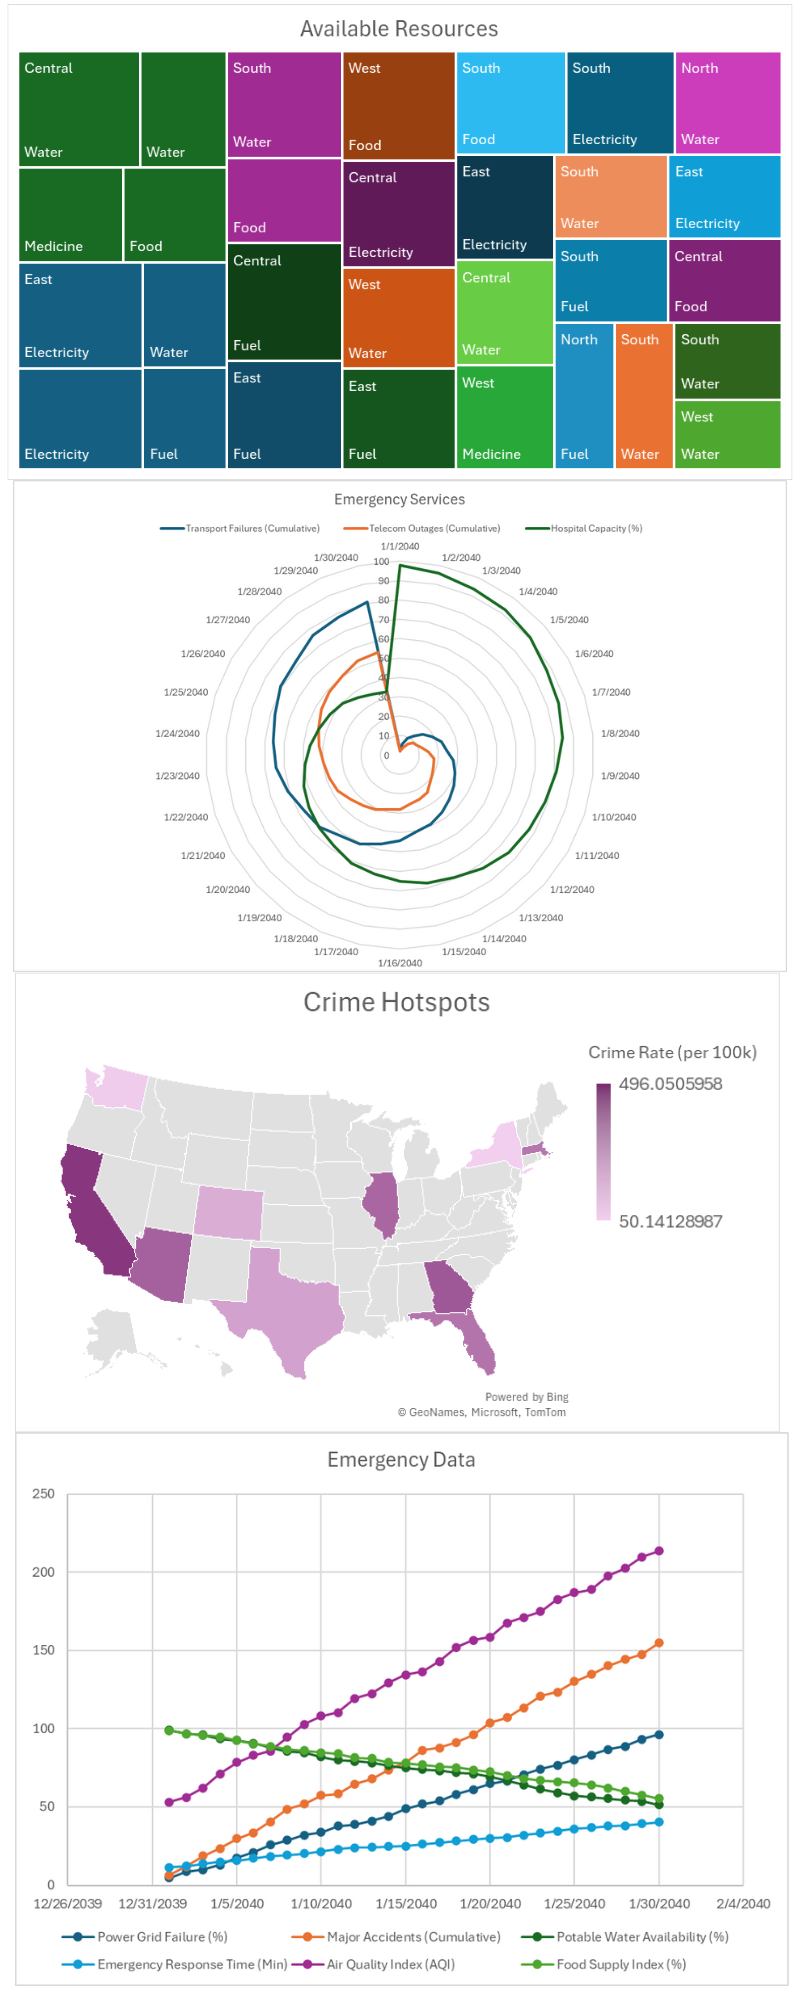 Available Resources
Central
Water
Water
Medicine
Food
East
Electricity
Water
Electricity
Fuel
South
Water
Food
Central
Fuel
East
Fuel
West
Food
Central
Electricity
West
Water
East
Fuel
South
Food
South
Electricity
North
Water
East
Electricity
South
Water
East
Electricity
Central
Water
South
Fuel
Central
Food
West
Medicine
North
Fuel
South
Water
South
Water
West
Water
Emergency Services
Transport Failures (Cumulative) Telecom Outages (Cumulative) Hospital Capacity (%)
1/1/2040
1/2/2040
1/3/2040
1/4/2040
1/5/2040
1/6/2040
1/7/2040
1/8/2040
1/9/2040
1/10/2040
1/11/2040
1/12/2040
1/13/2040
1/14/2040
1/15/2040
1/16/2040
1/17/2040
1/18/2040
1/19/2040
1/20/2040
1/21/2040
1/22/2040
1/23/2040
1/24/2040
1/25/2040
1/26/2040
1/27/2040
1/28/2040
1/29/2040
1/30/2040
100
90
80
70
60
50
40
30
20
10
0
Crime Hotspots
Crime Rate (per 100k)
496.0505958
50.14128987
Powered by Bing
© GeoNames, Microsoft, TomTom
Emergency Data
250
200
150
100
50
0
12/26/2039 12/31/2039 1/5/2040 1/10/2040 1/15/2040 1/20/2040 1/25/2040 1/30/2040 2/4/2040
Power Grid Failure (%) Major Accidents (Cumulative) Potable Water Availability (%)
Emergency Response Time (Min) Air Quality Index (AQI) Food Supply Index (%)